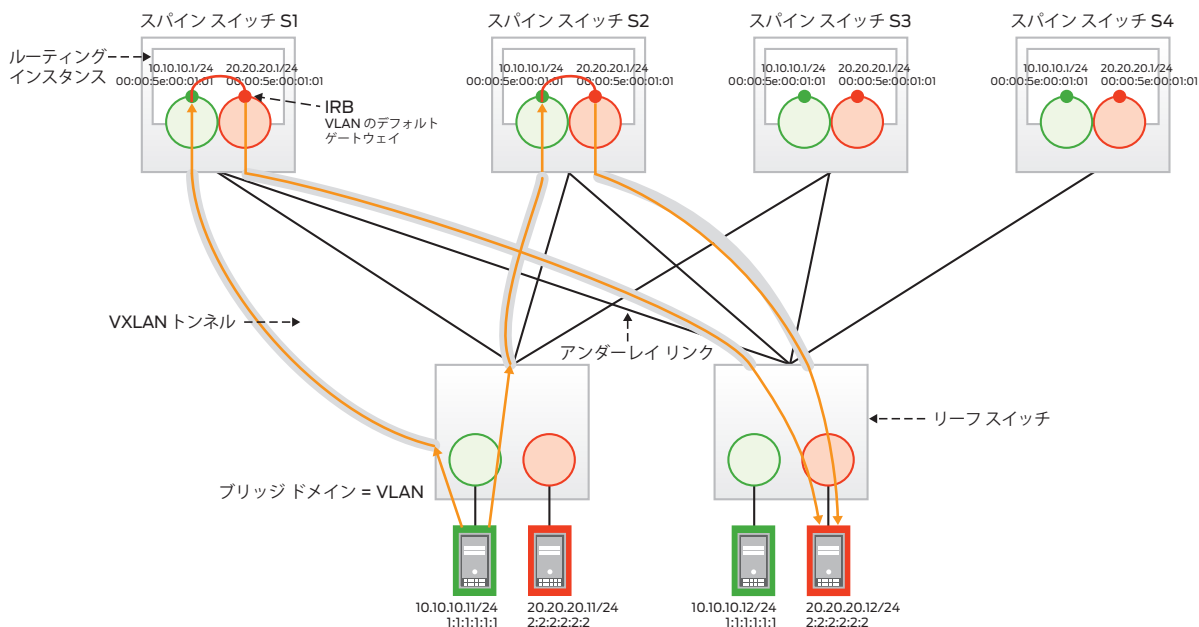 スパイン スイッチ S1
スパイン スイッチ S2
スパイン スイッチ S3
スパイン スイッチ S4
ルーティング
インスタンス
10.10.10.1/24
00:00:5e:00:01:01
20.20.20.1/24
00:00:5e:00:01:01
10.10.10.1/24
00:00:5e:00:01:01
20.20.20.1/24
00:00:5e:00:01:01
10.10.10.1/24
00:00:5e:00:01:01
20.20.20.1/24
00:00:5e:00:01:01
10.10.10.1/24
00:00:5e:00:01:01
20.20.20.1/24
00:00:5e:00:01:01
IRB
VLAN のデフォルト
ゲートウェイ
VXLAN トンネル
アンダーレイ リンク
リーフ スイッチ
ブリッジ ドメイン = VLAN
10.10.10.11/24
1:1:1:1:1:1
20.20.20.11/24
2:2:2:2:2:2
10.10.10.12/24
1:1:1:1:1:1
20.20.20.12/24
2:2:2:2:2:2